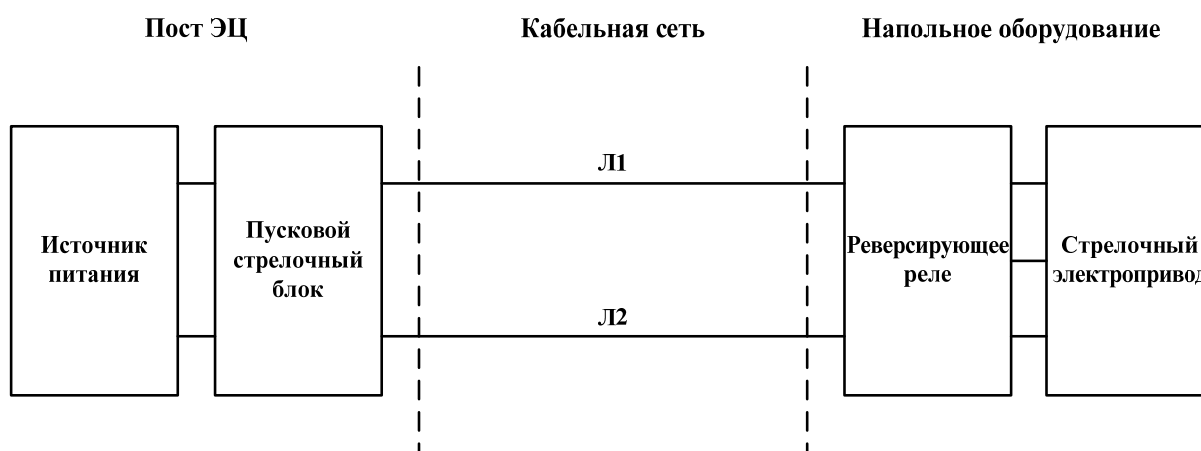 Пост ЭЦ
Кабельная сеть
Напольное оборудование
Источник
питания
Пусковой
стрелочный
блок
Л1
Л2
Реверсирующее
реле
Стрелочный
электропривод